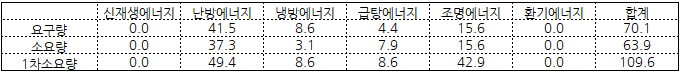 신재생에너지 난방에너지 냉방에너지 급탕에너지 조명에너지 환기에너지 합계
요구량 0.0 41.5 8.6 4.4 15.6 0.0 70.1
소요량 0.0 37.3 3.1 7.9 15.6 0.0 63.9
1차소요량 0.0 49.4 8.6 8.6 42.9 0.0 109.6